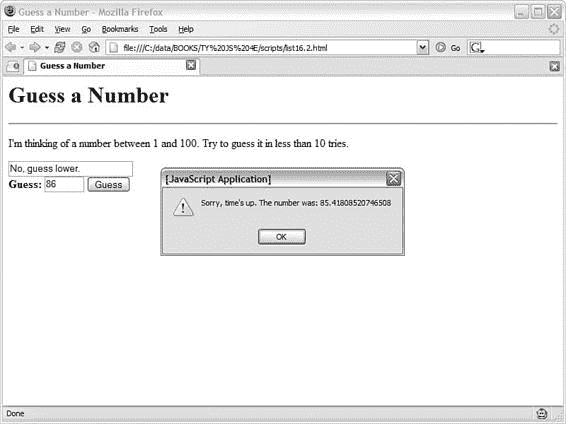 Guess a Number - Mozilla Firefox
File Edit View Go Bookmarks Tools Help
file:///C:/data/BOOKS/TY%20JS%204E/scripts/list16.2.html Go G
Guess a Number
Guess a Number
I'm thinking of a number between 1 and 100. Try to guess it in less than 10 tries.
No, guess lower.
Guess: 86 Guess
[JavaScript Application]
Sorry, time's up. The number was: 85.41808520746508
OK
Done